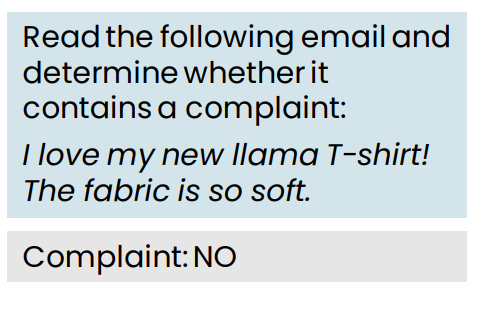 Read the following email and
determine whether it
contains a complaint:
I love my new llama T-shirt!
The fabric is so soft.
Complaint: NO